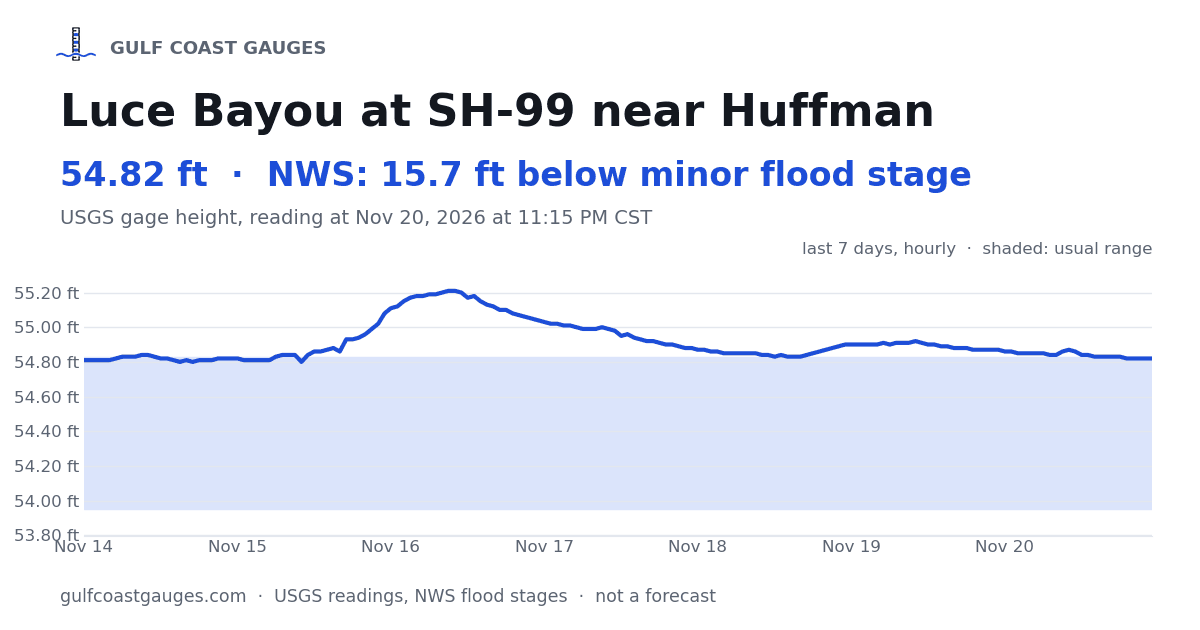 GULF COAST GAUGES
Luce Bayou at SH-99 near Huffman
54.82 ft · NWS: 15.7 ft below minor flood stage
USGS gage height, reading at Nov 20, 2026 at 11:15 PM CST
last 7 days, hourly · shaded: usual range
55.20 ft
55.00 ft
54.80 ft
54.60 ft
54.40 ft
54.20 ft
54.00 ft
53.80 ft
Nov 14 Nov 15 Nov 16 Nov 17 Nov 18 Nov 19 Nov 20
gulfcoastgauges.com · USGS readings, NWS flood stages · not a forecast